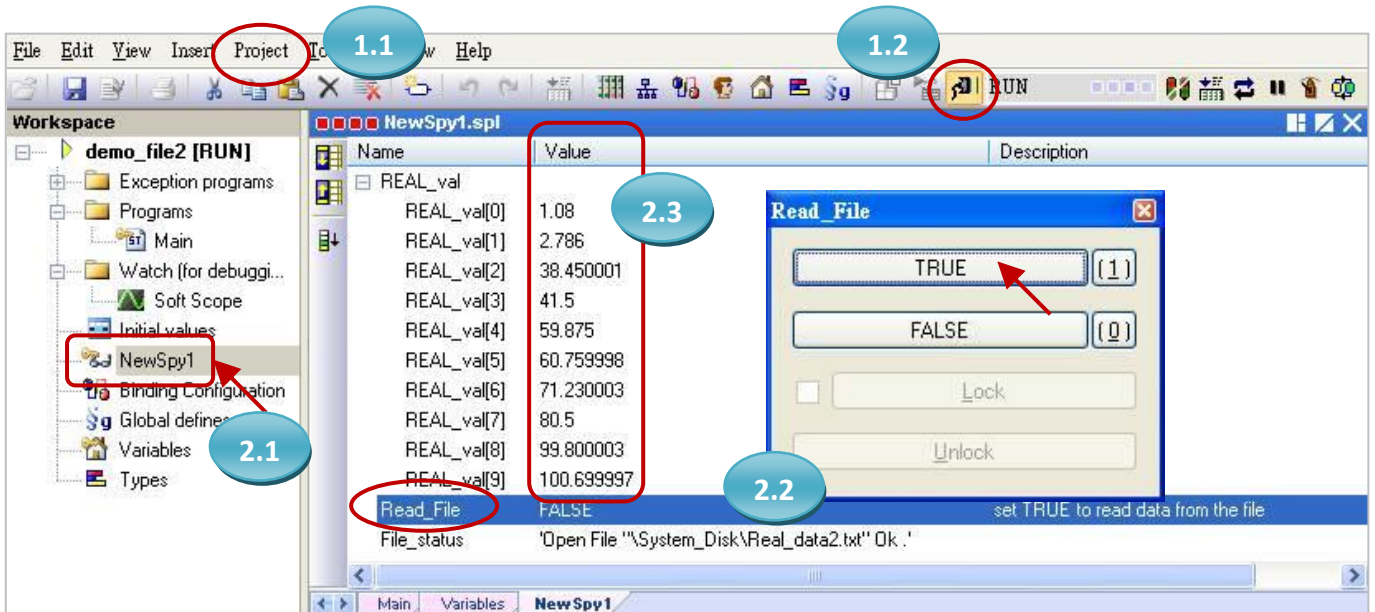 1.1
1.2
File Edit View Insert Project Help
RUN
Workspace
NewSpy1.spl
demo_file2 [RUN]
Exception programs
Programs
Main
Watch (for debuggi...
Soft Scope
Initial values
NewSpy1
Binding Configuration
Global defines
Variables
Types
2.1
Name Value Description
REAL_val
REAL_val[0] 1.08
REAL_val[1] 2.786
REAL_val[2] 38.450001
REAL_val[3] 41.5
REAL_val[4] 59.875
REAL_val[5] 60.759998
REAL_val[6] 71.230003
REAL_val[7] 80.5
REAL_val[8] 99.800003
REAL_val[9] 100.699997
Read_File FALSE set TRUE to read data from the file
File_status 'Open File "\System_Disk\Real_data2.txt" Ok .'
2.3
2.2
Read_File
TRUE (1)
FALSE (0)
Lock
Unlock
Main Variables NewSpy1